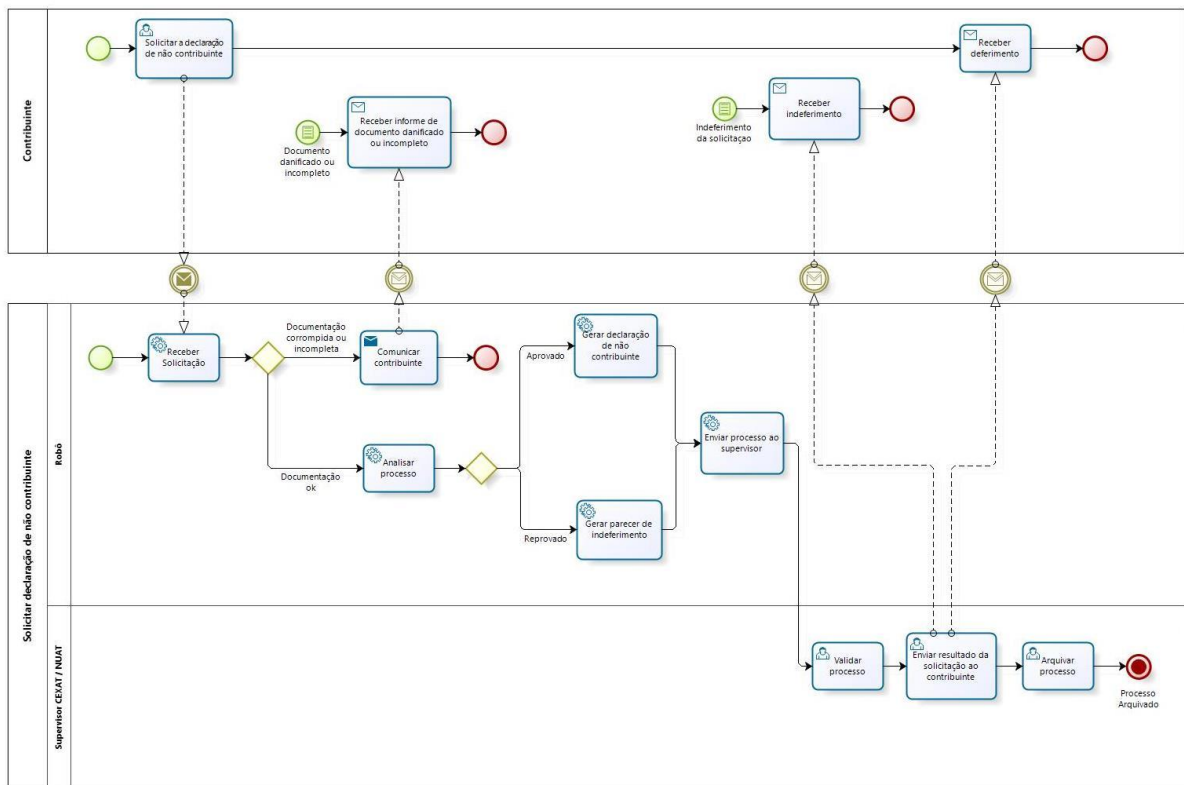 Contribuinte
Solicitar a declaração
de não contribuinte
Receber
deferimento
Receber informe de
documento danificado
ou incompleto
Documento
danificado ou
incompleto
Receber
indeferimento
Indeferimento
da solicitaçao
Solicitar declaração de não contribuinte
Robô
Receber
Solicitação
Documentação
corrompida ou
incompleta
Comunicar
contribuinte
Documentação
ok
Analisar
processo
Aprovado
Gerar declaração
de não
contribuinte
Reprovado
Gerar parecer de
indeferimento
Enviar processo ao
supervisor
Supervisor CEXAT / NUAT
Validar
processo
Enviar resultado da
solicitação ao
contribuinte
Arquivar
processo
Processo
Arquivado